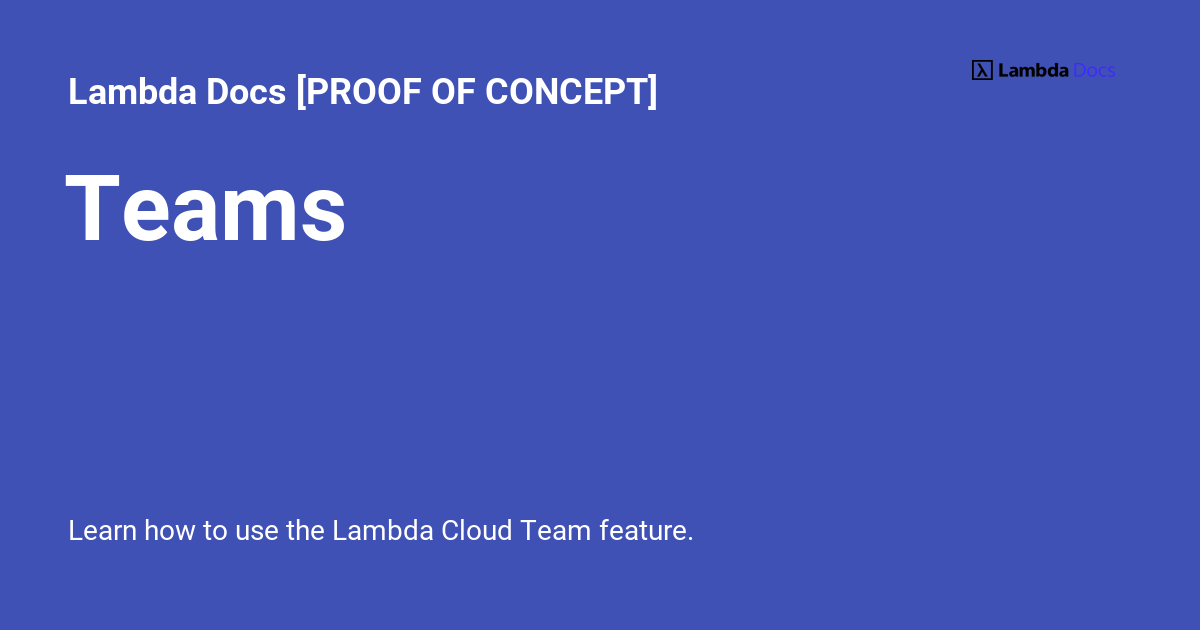 Lambda Docs [PROOF OF CONCEPT]
Lambda Docs
Teams
Learn how to use the Lambda Cloud Team feature.